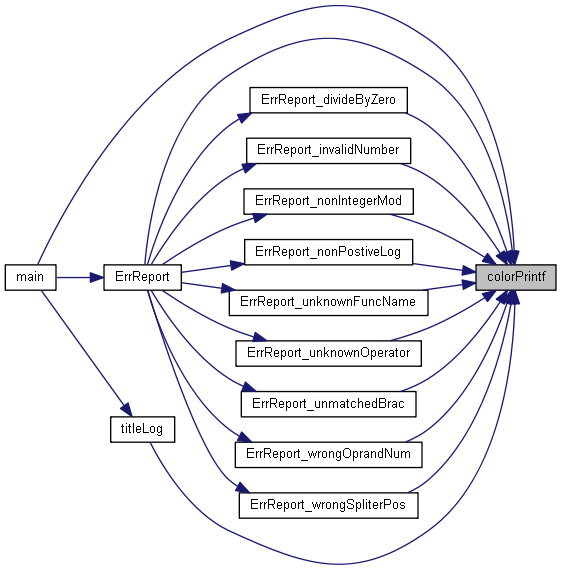 ErrReport_divideByZero
ErrReport_invalidNumber
ErrReport_nonIntegerMod
ErrReport_nonPostiveLog
main
ErrReport
colorPrintf
ErrReport_unknownFuncName
ErrReport_unknownOperator
ErrReport_unmatchedBrac
titleLog
ErrReport_wrongOprandNum
ErrReport_wrongSpliterPos